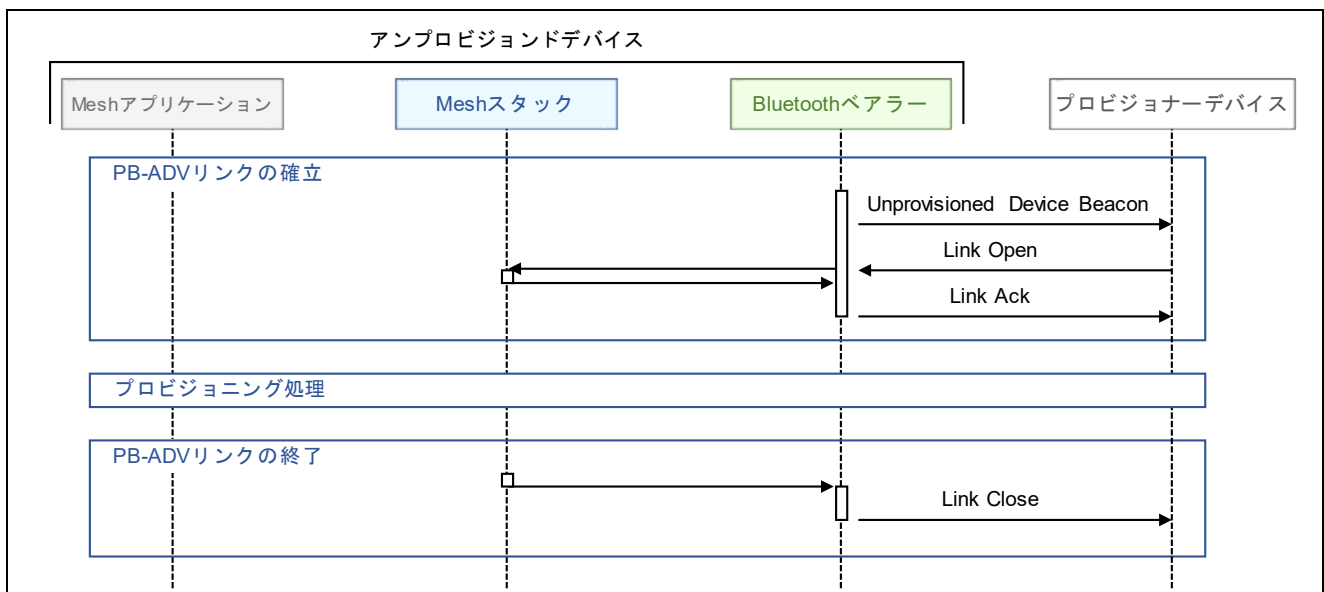 アンプロビジョンドデバイス
Meshアプリケーション
Meshスタック
Bluetoothベアラー
プロビジョナーデバイス
PB-ADVリンクの確立
Unprovisioned Device Beacon
Link Open
Link Ack
プロビジョニング処理
PB-ADVリンクの終了
Link Close